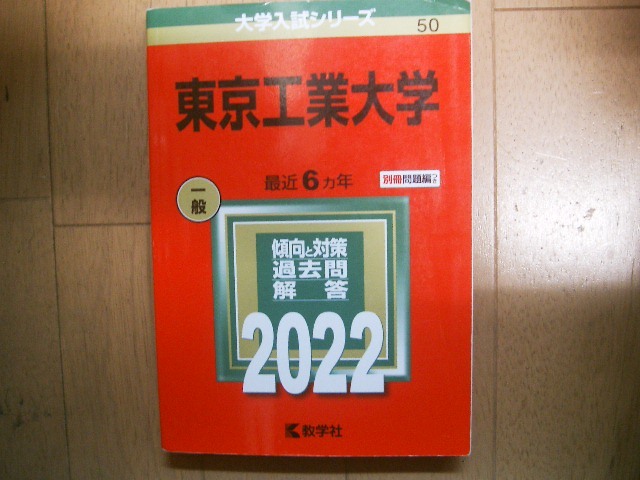 大学入試シリーズ
50
東京工業大学
最近6カ年
別冊問題編つき
一般
傾向と対策
過去問
解答
2022
教学社